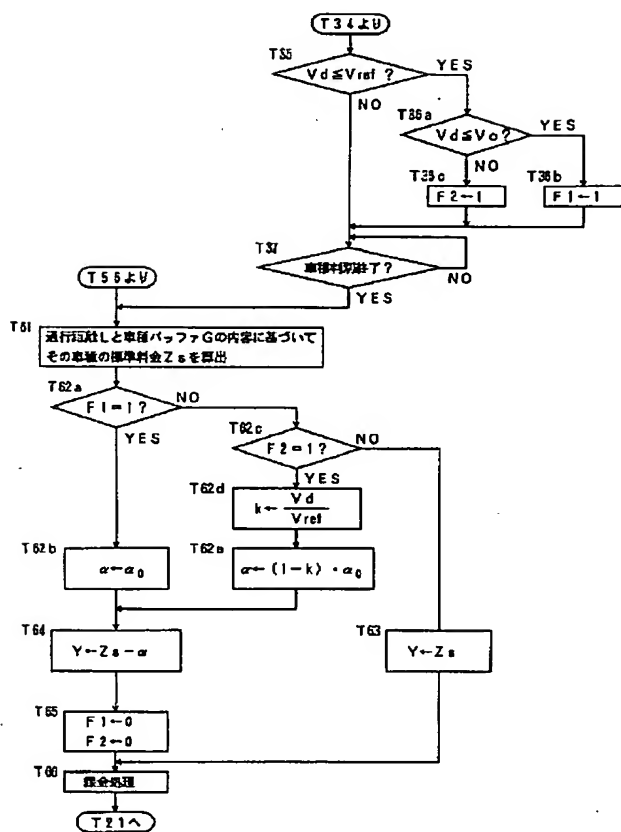 T34より
T35
Vd≦Vref?
YES
NO
T36a
Vd≦Vo?
YES
NO
T36c
F2←1
T36b
F1←1
T37
車種判別終了?
NO
YES
T56より
T61
通行距離Lと車種バッファGの内容に基づいて
その車種の標準料金Zsを算出
T62a
F1=1?
NO
YES
T62c
F2=1?
NO
YES
T62d
k← Vd
Vref
T62b
α←α0
T62e
α←(1-k)・α0
T64
Y←Zs-α
T63
Y←Zs
T65
F1←0
F2←0
T66
課金処理
T21へ